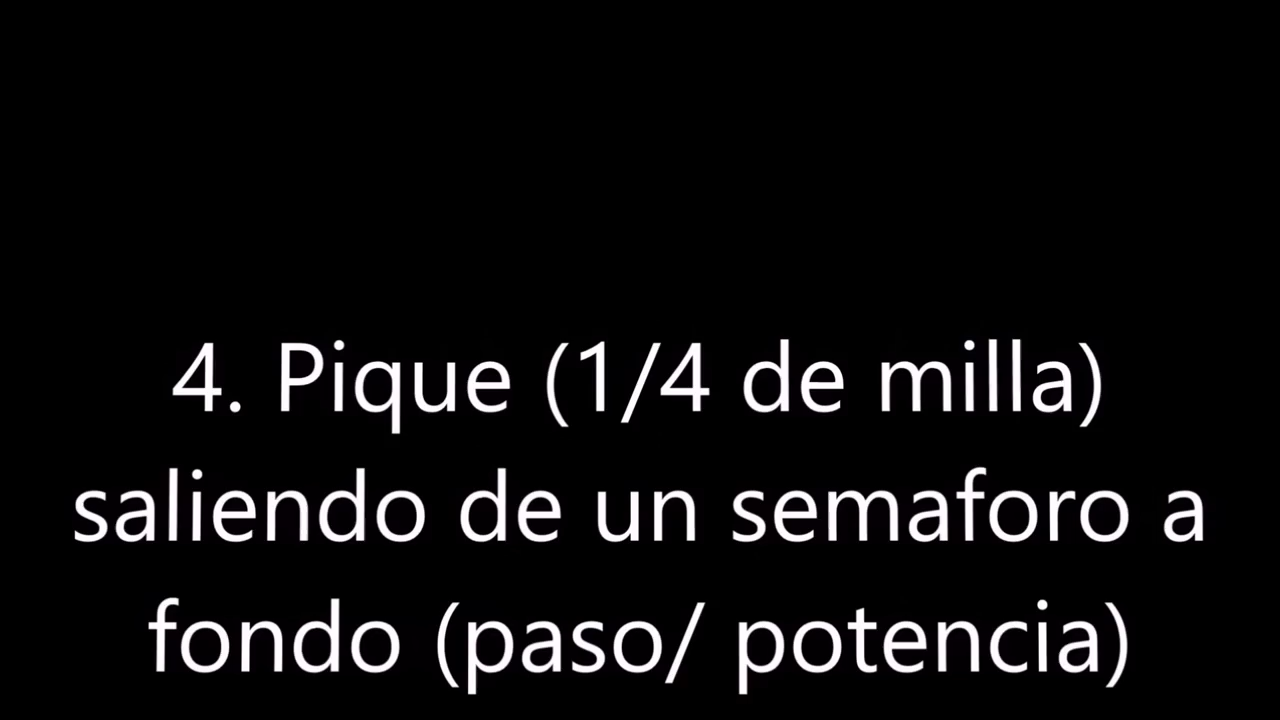 4. Pique (1/4 de milla)
saliendo de un semaforo a
fondo (paso/ potencia)